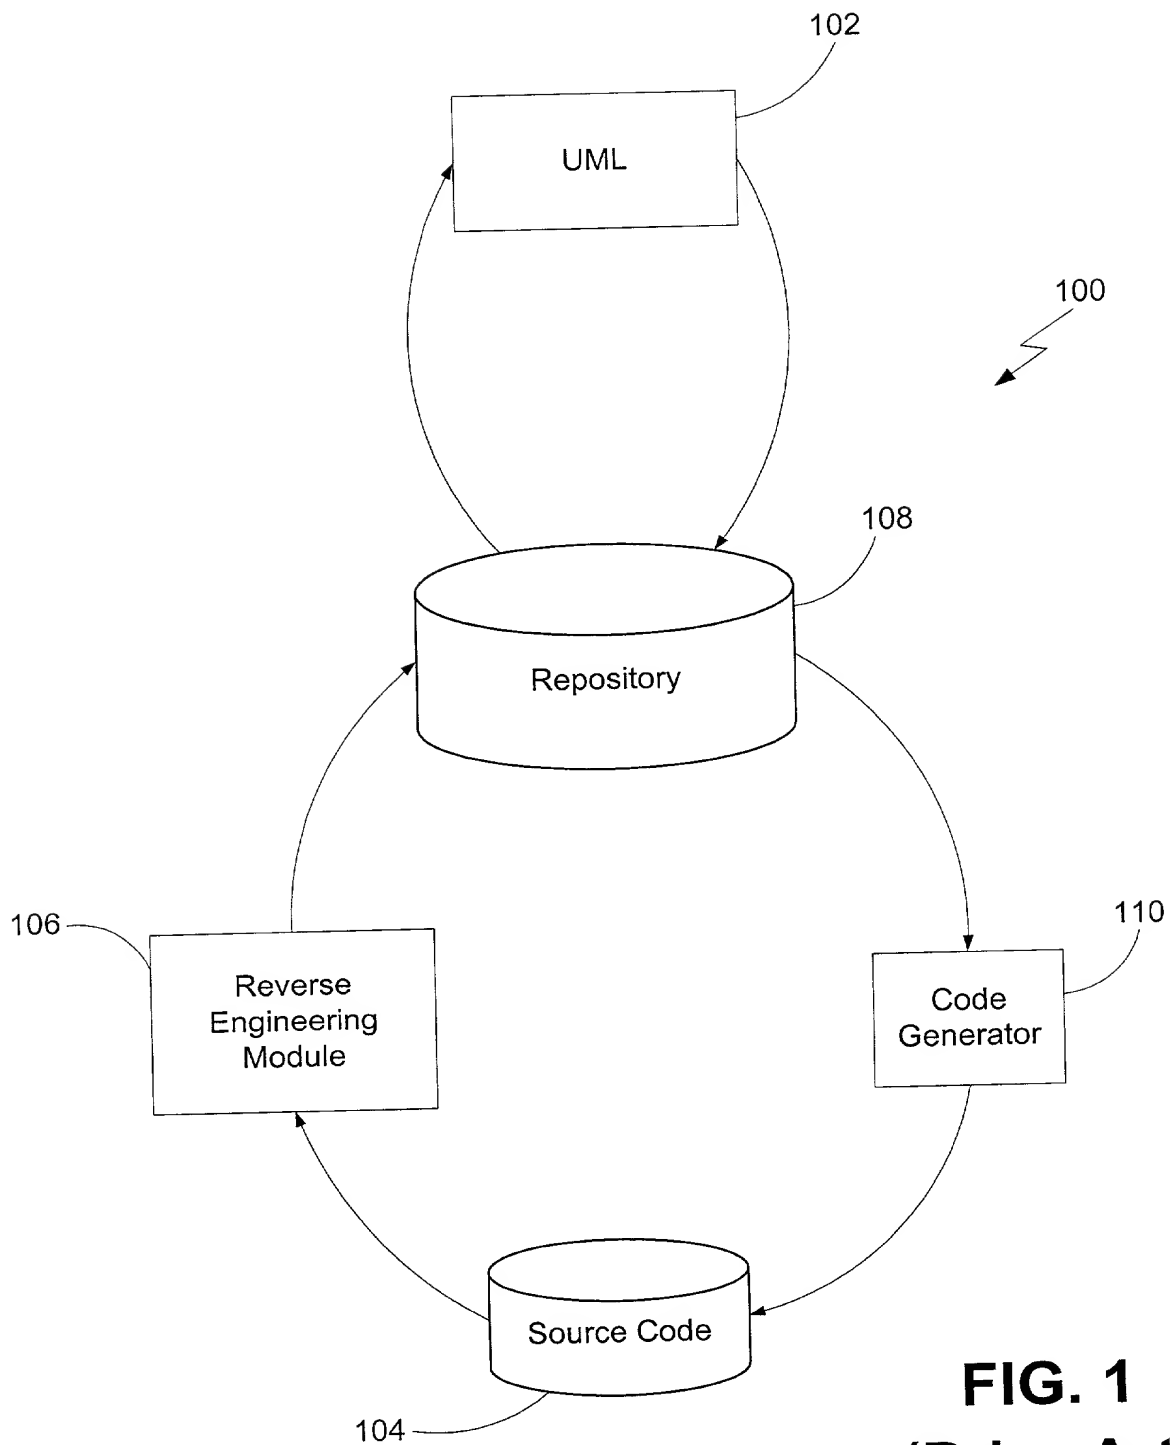 102
UML
100
108
Repository
106
110
Reverse
Engineering
Module
Code
Generator
Source Code
104
FIG. 1